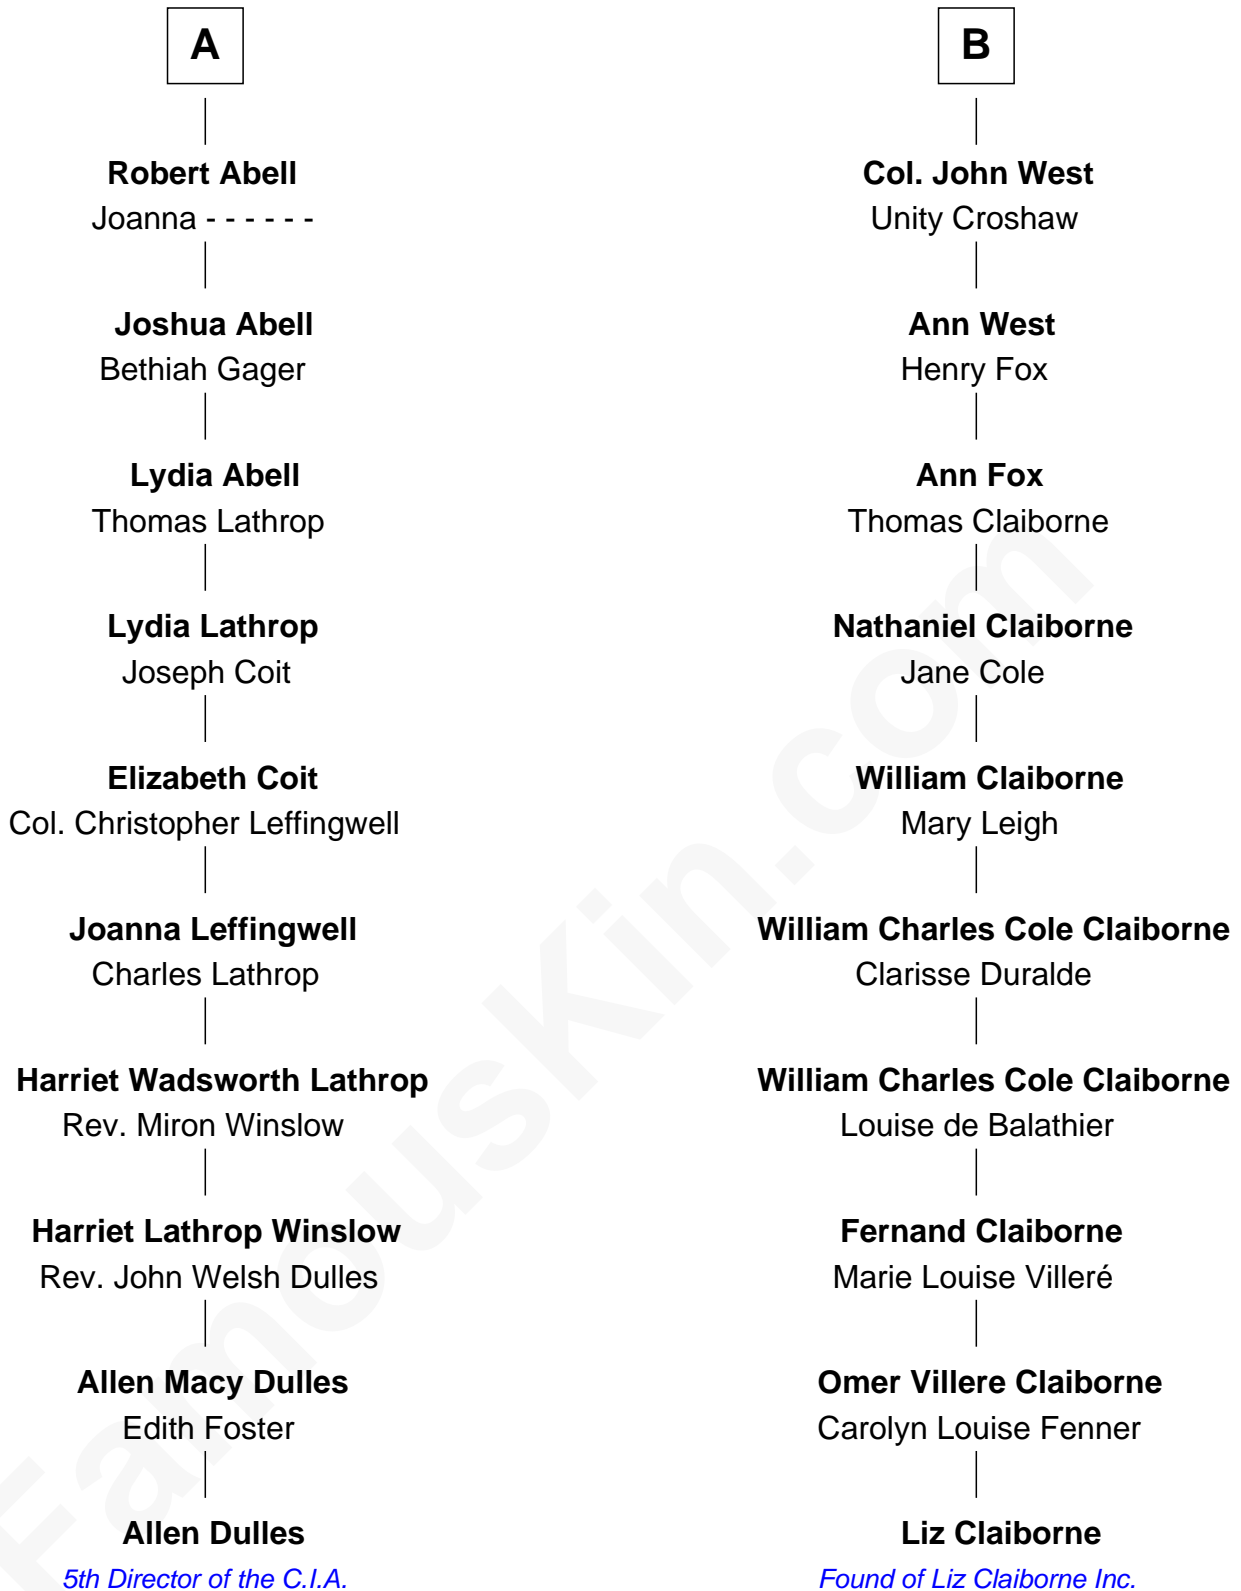 A
Robert Abell
Joanna - - - - - -
Joshua Abell
Bethiah Gager
Lydia Abell
Thomas Lathrop
Lydia Lathrop
Joseph Coit
Elizabeth Coit
Col. Christopher Leffingwell
Joanna Leffingwell
Charles Lathrop
Harriet Wadsworth Lathrop
Rev. Miron Winslow
Harriet Lathrop Winslow
Rev. John Welsh Dulles
Allen Macy Dulles
Edith Foster
Allen Dulles
5th Director of the C.I.A.
B
Col. John West
Unity Croshaw
Ann West
Henry Fox
Ann Fox
Thomas Claiborne
Nathaniel Claiborne
Jane Cole
William Claiborne
Mary Leigh
William Charles Cole Claiborne
Clarisse Duralde
William Charles Cole Claiborne
Louise de Balathier
Fernand Claiborne
Marie Louise Villeré
Omer Villere Claiborne
Carolyn Louise Fenner
Liz Claiborne
Found of Liz Claiborne Inc.
FamousKin.com